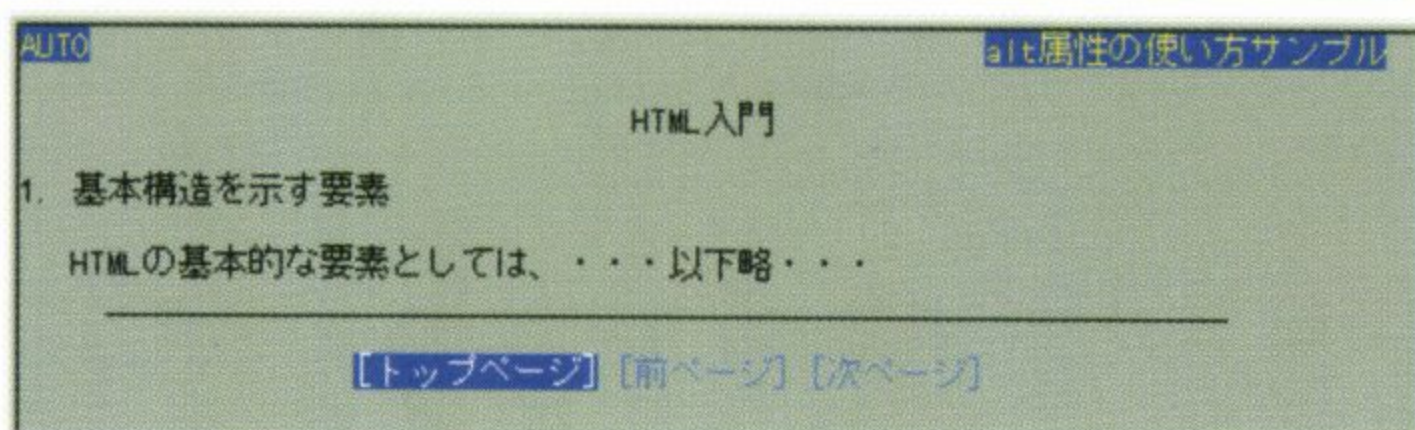 AUTO alt属性の使い方サンプル
HTML入門
1. 基本構造を示す要素
HTMLの基本的な要素としては、・・・以下略・・・
[トップページ] [前ページ] [次ページ]